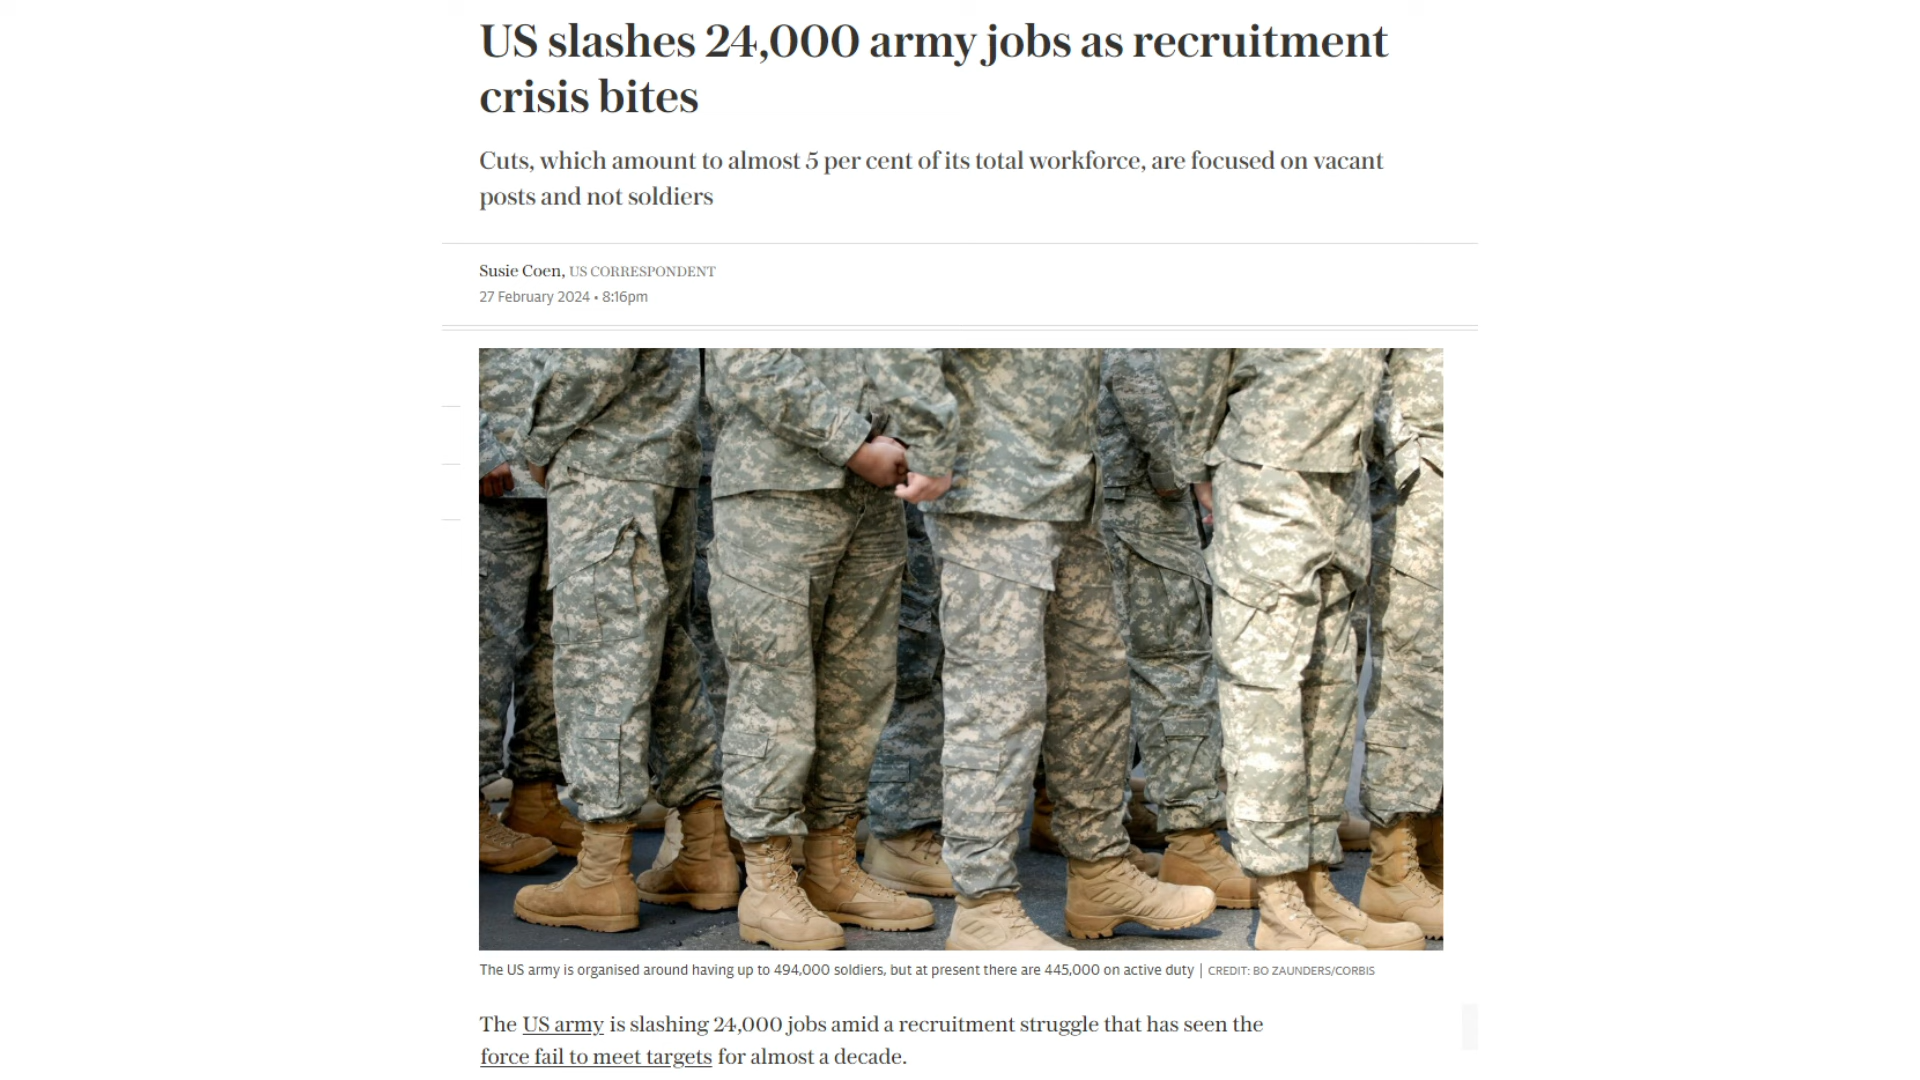 US slashes 24,000 army jobs as recruitment
crisis bites
Cuts, which amount to almost 5 per cent of its total workforce, are focused on vacant
posts and not soldiers
Susie Coen, US CORRESPONDENT
27 February 2024 • 8:16pm
The US army is organised around having up to 494,000 soldiers, but at present there are 445,000 on active duty | CREDIT: BO ZAUNDERS/CORBIS
The US army is slashing 24,000 jobs amid a recruitment struggle that has seen the
force fail to meet targets for almost a decade.